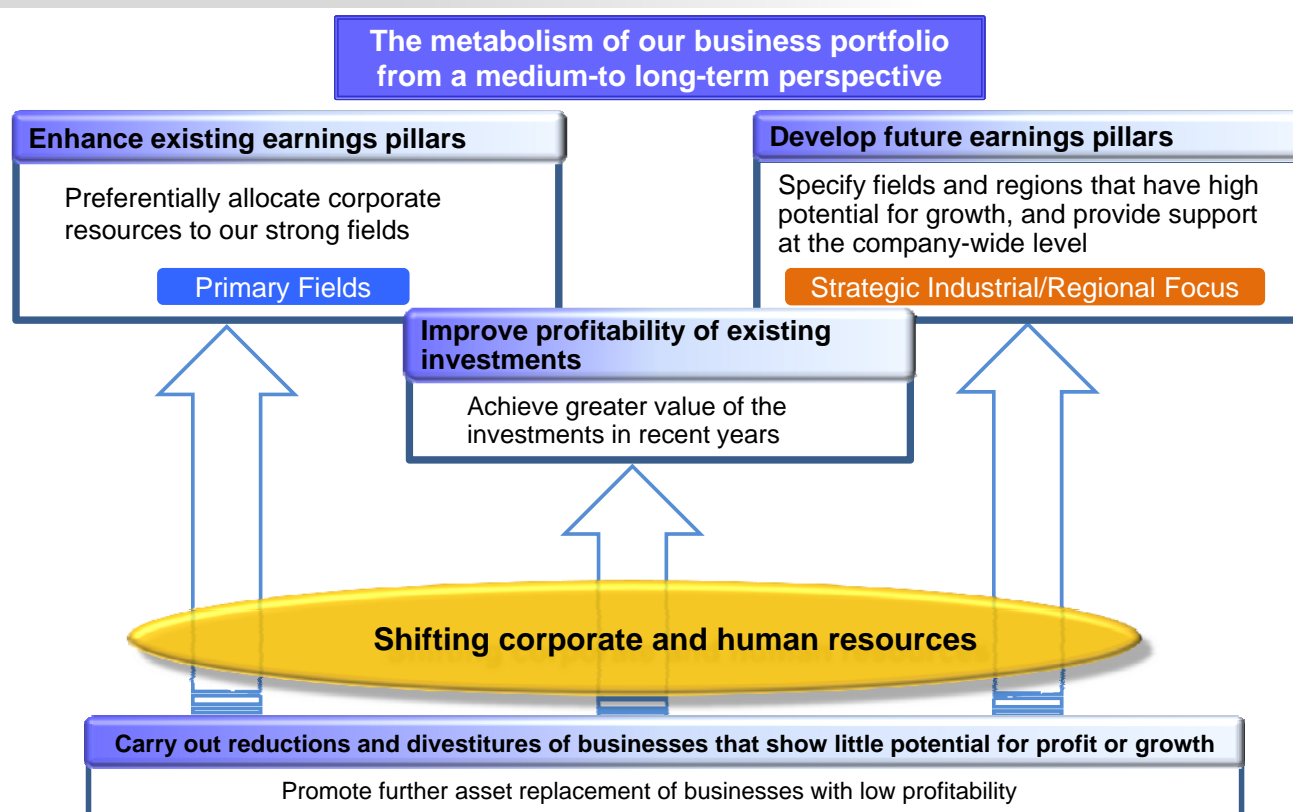 The metabolism of our business portfolio
from a medium-to long-term perspective
Enhance existing earnings pillars
Preferentially allocate corporate
resources to our strong fields
Primary Fields
Develop future earnings pillars
Specify fields and regions that have high
potential for growth, and provide support
at the company-wide level
Strategic Industrial/Regional Focus
Improve profitability of existing
investments
Achieve greater value of the
investments in recent years
Shifting corporate and human resources
Carry out reductions and divestitures of businesses that show little potential for profit or growth
Promote further asset replacement of businesses with low profitability